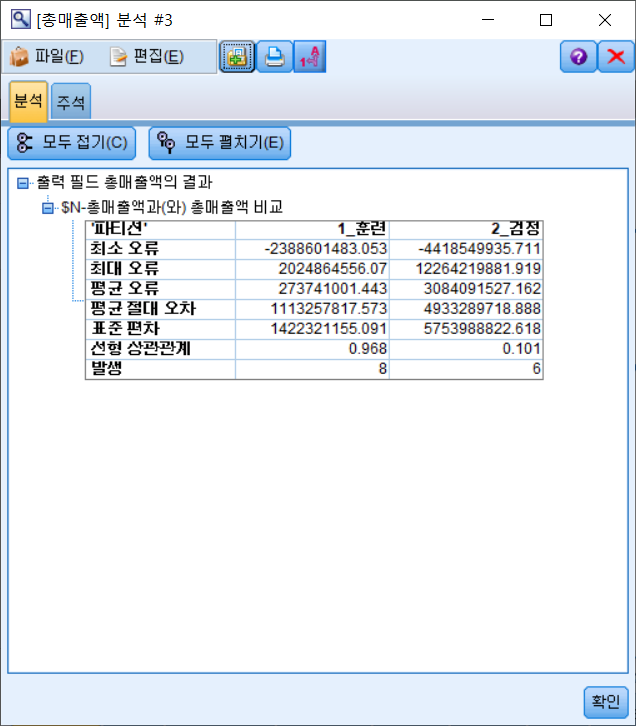 [총매출액] 분석 #3
파일(F) 편집(E)
분석 주석
모두 접기(C) 모두 펼치기(E)
출력 필드 총매출액의 결과
$N-총매출액과(와) 총매출액 비교
'파티션' 1_훈련 2_검정
최소 오류 -2388601483.053 -4418549935.711
최대 오류 2024864556.07 12264219881.919
평균 오류 273741001.443 3084091527.162
평균 절대 오차 1113257817.573 4933289718.888
표준 편차 1422321155.091 5753988822.618
선형 상관관계 0.968 0.101
발생 8 6
확인